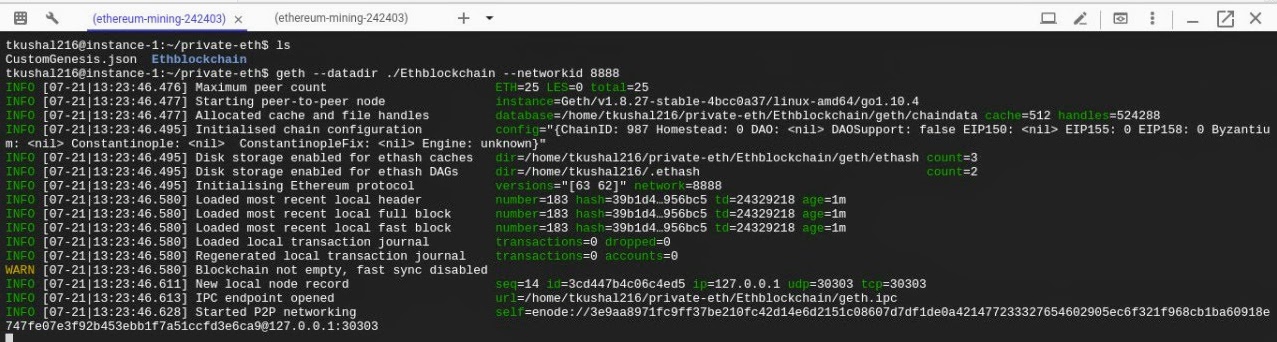 (ethereum-mining-242403) × (ethereum-mining-242403) +
tkushal216@instance-1:~/private-eth$ ls
CustomGenesis.json Ethblockchain
tkushal216@instance-1:~/private-eth$ geth --datadir ./Ethblockchain --networkid 8888
INFO [07-21|13:23:46.476] Maximum peer count ETH=25 LES=0 total=25
INFO [07-21|13:23:46.477] Starting peer-to-peer node instance=Geth/v1.8.27-stable-4bcc0a37/linux-amd64/go1.10.4
INFO [07-21|13:23:46.477] Allocated cache and file handles database=/home/tkushal216/private-eth/Ethblockchain/geth/chaindata cache=512 handles=524288
INFO [07-21|13:23:46.495] Initialised chain configuration config="{ChainID: 987 Homestead: 0 DAO: <nil> DAOSupport: false EIP150: <nil> EIP155: 0 EIP158: 0 Byzantiu
m: <nil> Constantinople: <nil> ConstantinopleFix: <nil> Engine: unknown}"
INFO [07-21|13:23:46.495] Disk storage enabled for ethash caches dir=/home/tkushal216/private-eth/Ethblockchain/geth/ethash count=3
INFO [07-21|13:23:46.495] Disk storage enabled for ethash DAGs dir=/home/tkushal216/.ethash count=2
INFO [07-21|13:23:46.495] Initialising Ethereum protocol versions="[63 62]" network=8888
INFO [07-21|13:23:46.580] Loaded most recent local header number=183 hash=39b1d4…956bc5 td=24329218 age=1m
INFO [07-21|13:23:46.580] Loaded most recent local full block number=183 hash=39b1d4…956bc5 td=24329218 age=1m
INFO [07-21|13:23:46.580] Loaded most recent local fast block number=183 hash=39b1d4…956bc5 td=24329218 age=1m
INFO [07-21|13:23:46.580] Loaded local transaction journal transactions=0 dropped=0
INFO [07-21|13:23:46.580] Regenerated local transaction journal transactions=0 accounts=0
WARN [07-21|13:23:46.580] Blockchain not empty, fast sync disabled
INFO [07-21|13:23:46.611] New local node record seq=14 id=3cd447b4c06c4ed5 ip=127.0.0.1 udp=30303 tcp=30303
INFO [07-21|13:23:46.613] IPC endpoint opened url=/home/tkushal216/private-eth/Ethblockchain/geth.ipc
INFO [07-21|13:23:46.628] Started P2P networking self=enode://3e9aa8971fc9ff37be210fc42d14e6d2151c08607d7df1de0a421477233327654602905ec6f321f968cb1ba60918e
747fe07e3f92b453ebb1f7a51ccfd3e6ca9@127.0.0.1:30303